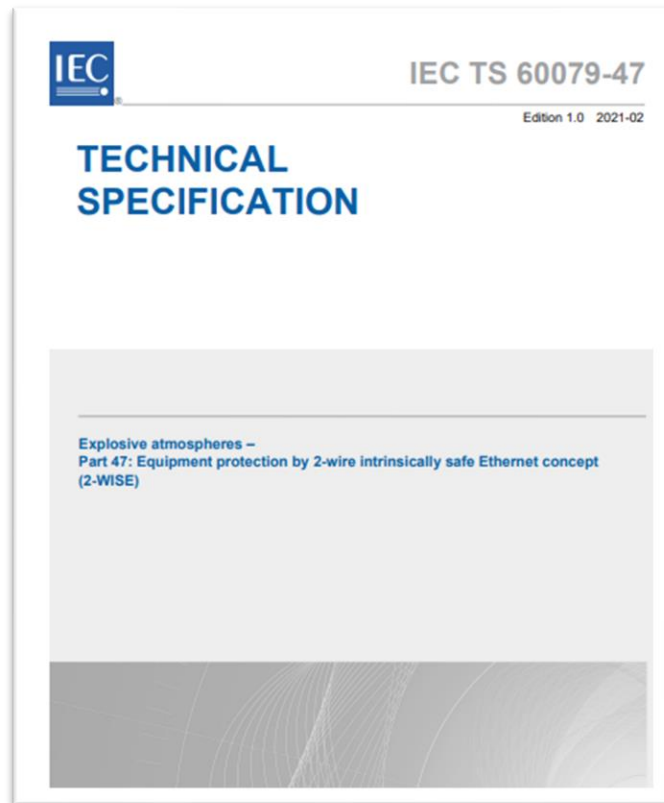 IEC
®
IEC TS 60079-47
Edition 1.0 2021-02
TECHNICAL
SPECIFICATION
Explosive atmospheres –
Part 47: Equipment protection by 2-wire intrinsically safe Ethernet concept
(2-WISE)